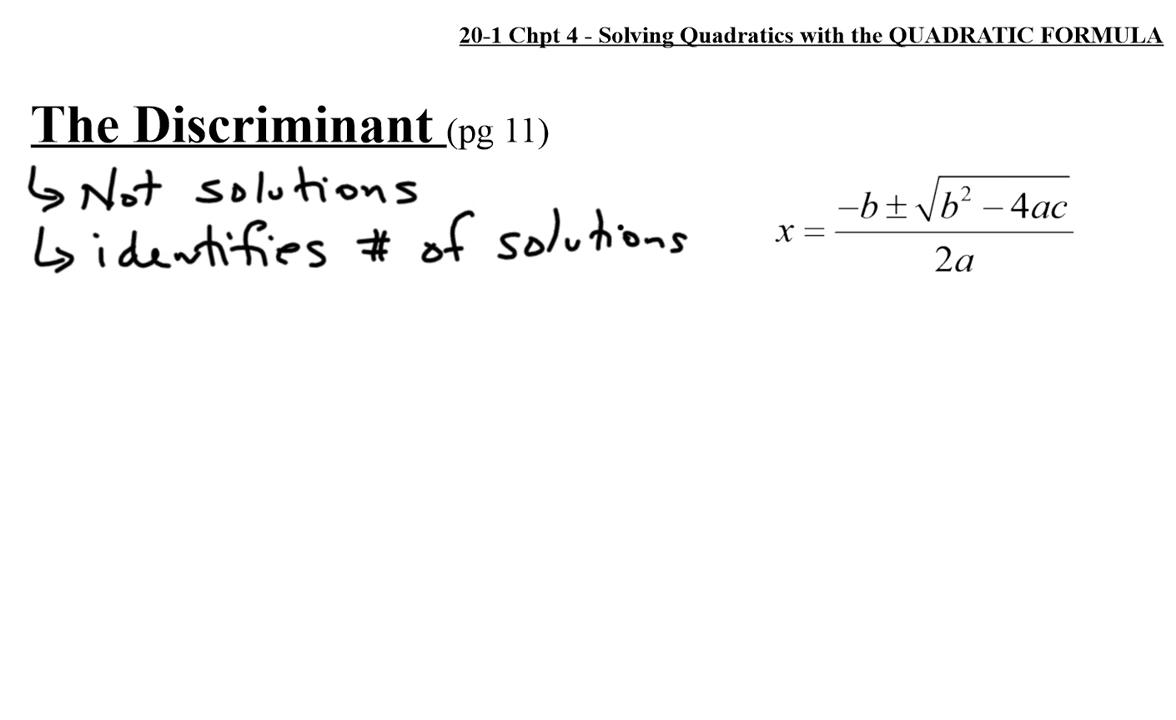 20-1 Chpt 4 - Solving Quadratics with the QUADRATIC FORMULA
The Discriminant (pg 11)
↳ Not solutions
↳ identifies # of solutions
x = (−b ± √(b² − 4ac)) / 2a